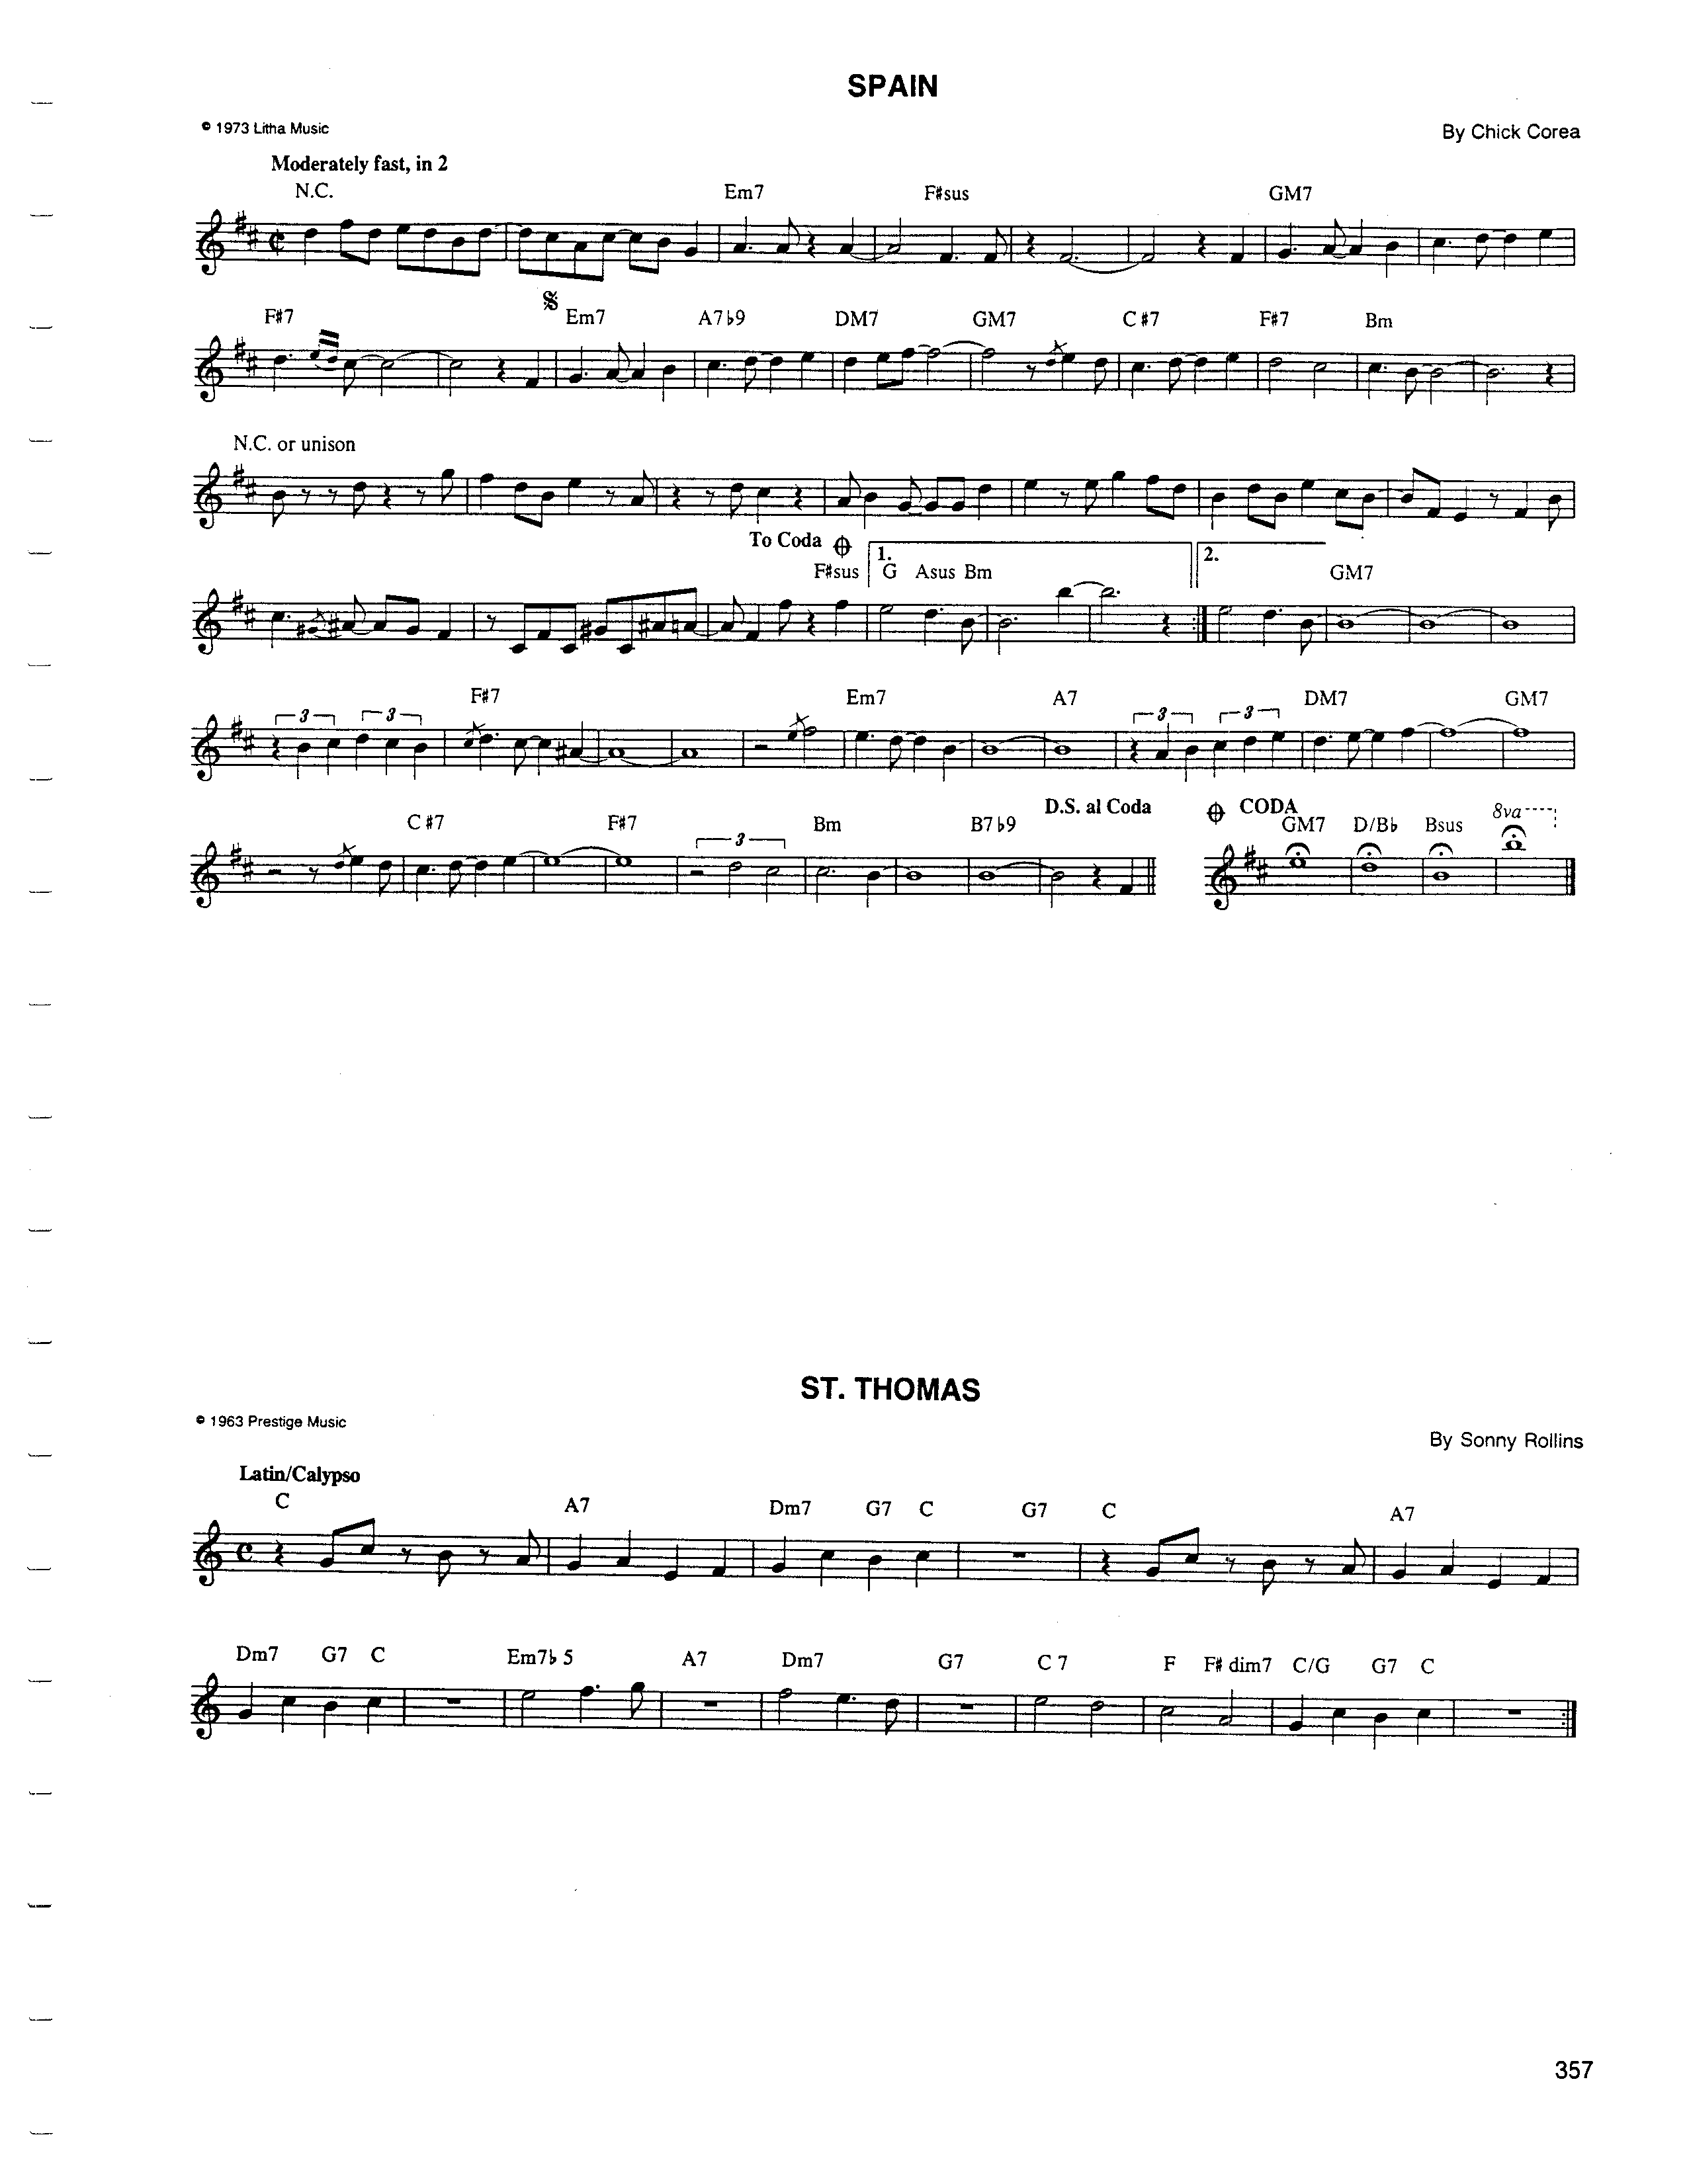 SPAIN
© 1973 Litha Music
By Chick Corea
Moderately fast, in 2
N.C. Em7 F#sus GM7
F#7 Em7 A7♭9 DM7 GM7 C#7 F#7 Bm
N.C. or unison
To Coda
1. 2.
F#sus G Asus Bm GM7
3 3 3 3
F#7 Em7 A7 DM7 GM7
D.S. al Coda CODA
8va
C#7 F#7 Bm B7♭9 GM7 D/B♭ Bsus
3
ST. THOMAS
© 1963 Prestige Music
By Sonny Rollins
Latin/Calypso
C A7 Dm7 G7 C G7 C A7
Dm7 G7 C Em7♭5 A7 Dm7 G7 C7 F F#dim7 C/G G7 C
357